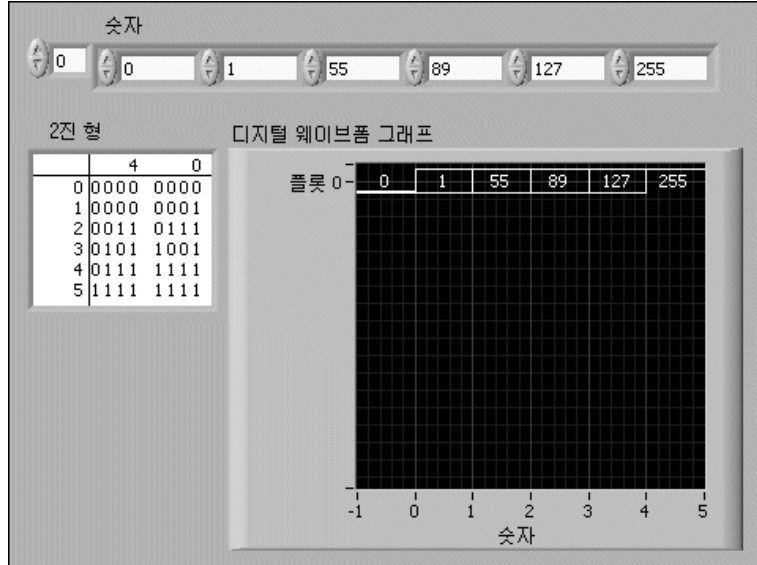 숫자
0 0 1 55 89 127 255
2진 형
4 0
0 0000 0000
1 0000 0001
2 0011 0111
3 0101 1001
4 0111 1111
5 1111 1111
디지털 웨이브폼 그래프
플롯 0 0 1 55 89 127 255
-1 0 1 2 3 4 5
숫자